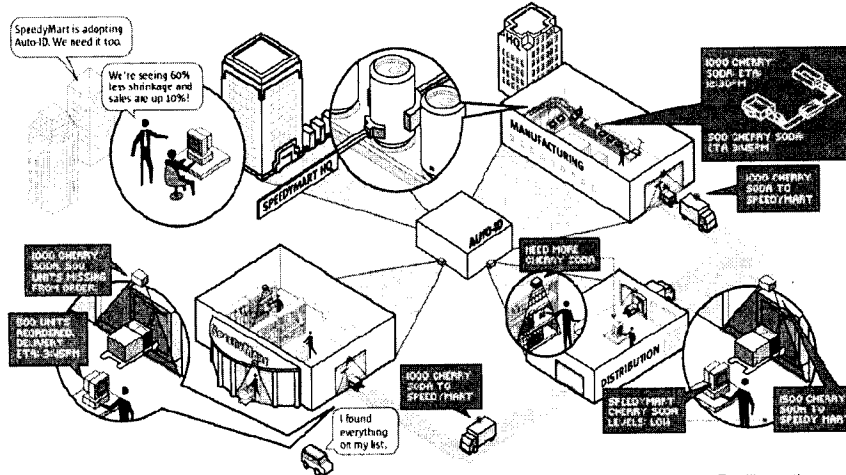 SpeedyMart is adopting
Auto-ID. We need it too.
We're seeing 60%
less shrinkage and
sales are up 10%!
HQ
SPEEDYMART HQ
MANUFACTURING
1000 CHERRY
SODA: ETA:
12:30PM
500 CHERRY SODA
ETA 3:45PM
1000 CHERRY
SODA TO
SPEEDYMART
AUTO-ID
NEED MORE
CHERRY SODA
1000 CHERRY
SODA, 500
UNITS MISSING
FROM ORDER
500 UNITS
REORDERED,
DELIVERY
ETA: 3:45PM
SPEEDYMART
1000 CHERRY
SODA TO
SPEEDYMART
I found
everything
on my list.
DISTRIBUTION
SPEEDYMART
CHERRY SODA
LEVELS LOW
1500 CHERRY
SODA TO
SPEEDYMART